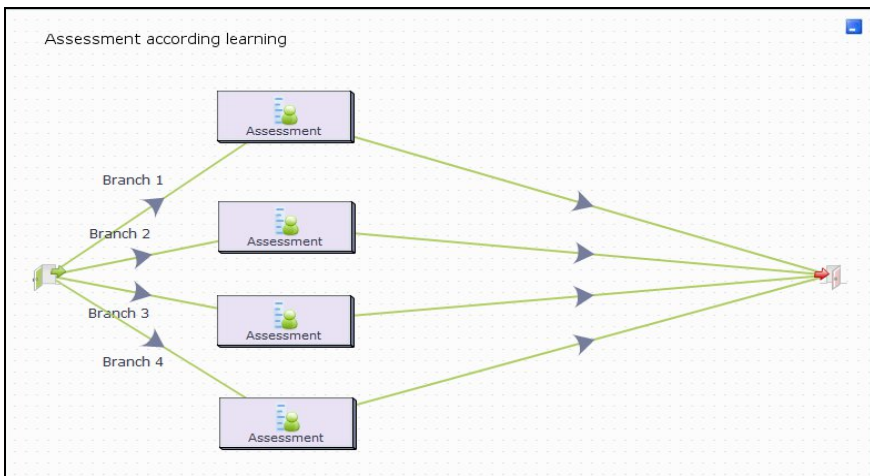 Assessment according learning
Assessment
Branch 1
Assessment
Branch 2
Assessment
Branch 3
Branch 4
Assessment